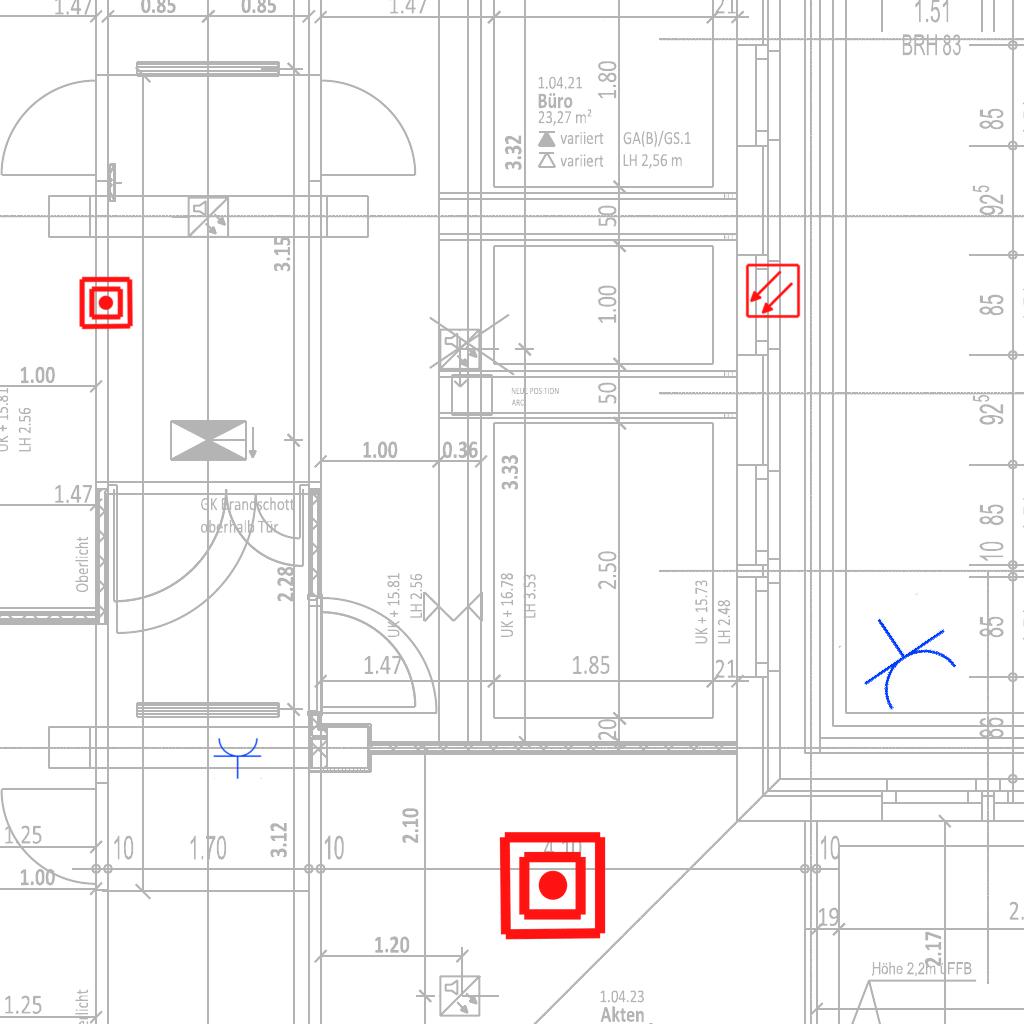 1.47
0.85
0.85
1.47
21
1.51
BRH 83
1.04.21
Büro
23,27 m²
variiert GA(B)/GS.1
variiert LH 2,56 m
1.80
3.32
85
92⁵
50
3.15
1.00
85
1.00
UK + 15.81
LH 2.56
NEUE POSITION
50
92⁵
1.00
0.36
3.33
1.47
GK Brandschott
oberhalb Tür
Oberlicht
85
10
2.28
UK + 15.81
LH 2.56
UK + 16.78
LH 3.53
2.50
UK + 15.73
LH 2.48
85
1.47
1.85
21
20
1.25
10
1.70
3.12
10
2.10
4.10
10
1.00
19
2.17
2.
1.20
Höhe 2,2m üFFB
1.25
1.04.23
Akten